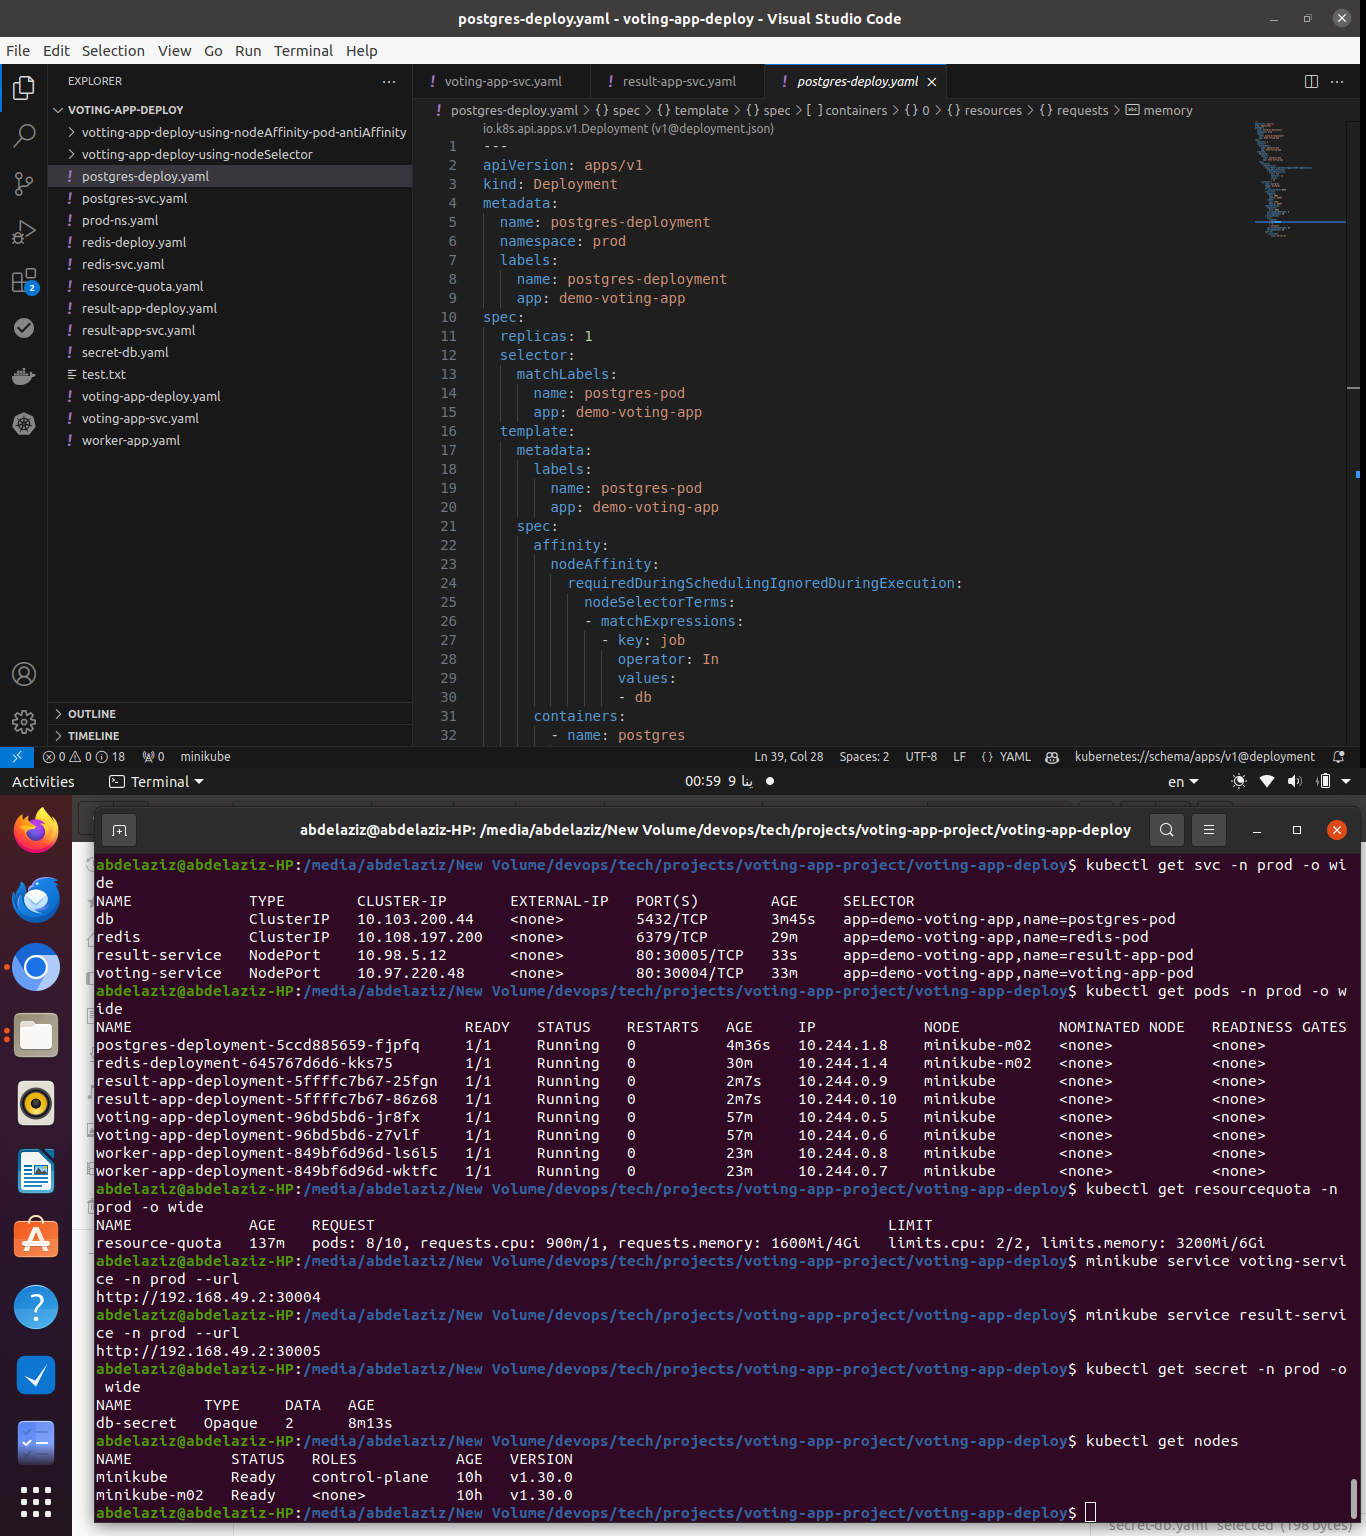 postgres-deploy.yaml - voting-app-deploy - Visual Studio Code
File Edit Selection View Go Run Terminal Help
EXPLORER
VOTING-APP-DEPLOY
votting-app-deploy-using-nodeAffinity-pod-antiAffinity
votting-app-deploy-using-nodeSelector
! postgres-deploy.yaml
! postgres-svc.yaml
! prod-ns.yaml
! redis-deploy.yaml
! redis-svc.yaml
! resource-quota.yaml
! result-app-deploy.yaml
! result-app-svc.yaml
! secret-db.yaml
test.txt
! voting-app-deploy.yaml
! voting-app-svc.yaml
! worker-app.yaml
OUTLINE
TIMELINE
2
! voting-app-svc.yaml ! result-app-svc.yaml ! postgres-deploy.yaml
! postgres-deploy.yaml > {} spec > {} template > {} spec > [ ] containers > {} 0 > {} resources > {} requests > memory
io.k8s.api.apps.v1.Deployment (v1@deployment.json)
1 ---
2 apiVersion: apps/v1
3 kind: Deployment
4 metadata:
5 name: postgres-deployment
6 namespace: prod
7 labels:
8 name: postgres-deployment
9 app: demo-voting-app
10 spec:
11 replicas: 1
12 selector:
13 matchLabels:
14 name: postgres-pod
15 app: demo-voting-app
16 template:
17 metadata:
18 labels:
19 name: postgres-pod
20 app: demo-voting-app
21 spec:
22 affinity:
23 nodeAffinity:
24 requiredDuringSchedulingIgnoredDuringExecution:
25 nodeSelectorTerms:
26 - matchExpressions:
27 - key: job
28 operator: In
29 values:
30 - db
31 containers:
32 - name: postgres
0 0 18 0 minikube Ln 39, Col 28 Spaces: 2 UTF-8 LF {} YAML kubernetes://schema/apps/v1@deployment
Activities Terminal 00:59 9 ينا en
abdelaziz@abdelaziz-HP: /media/abdelaziz/New Volume/devops/tech/projects/voting-app-project/voting-app-deploy
abdelaziz@abdelaziz-HP:/media/abdelaziz/New Volume/devops/tech/projects/voting-app-project/voting-app-deploy$ kubectl get svc -n prod -o wi
de
NAME TYPE CLUSTER-IP EXTERNAL-IP PORT(S) AGE SELECTOR
db ClusterIP 10.103.200.44 <none> 5432/TCP 3m45s app=demo-voting-app,name=postgres-pod
redis ClusterIP 10.108.197.200 <none> 6379/TCP 29m app=demo-voting-app,name=redis-pod
result-service NodePort 10.98.5.12 <none> 80:30005/TCP 33s app=demo-voting-app,name=result-app-pod
voting-service NodePort 10.97.220.48 <none> 80:30004/TCP 33m app=demo-voting-app,name=voting-app-pod
abdelaziz@abdelaziz-HP:/media/abdelaziz/New Volume/devops/tech/projects/voting-app-project/voting-app-deploy$ kubectl get pods -n prod -o w
ide
NAME READY STATUS RESTARTS AGE IP NODE NOMINATED NODE READINESS GATES
postgres-deployment-5ccd885659-fjpfq 1/1 Running 0 4m36s 10.244.1.8 minikube-m02 <none> <none>
redis-deployment-645767d6d6-kks75 1/1 Running 0 30m 10.244.1.4 minikube-m02 <none> <none>
result-app-deployment-5ffffc7b67-25fgn 1/1 Running 0 2m7s 10.244.0.9 minikube <none> <none>
result-app-deployment-5ffffc7b67-86z68 1/1 Running 0 2m7s 10.244.0.10 minikube <none> <none>
voting-app-deployment-96bd5bd6-jr8fx 1/1 Running 0 57m 10.244.0.5 minikube <none> <none>
voting-app-deployment-96bd5bd6-z7vlf 1/1 Running 0 57m 10.244.0.6 minikube <none> <none>
worker-app-deployment-849bf6d96d-ls6l5 1/1 Running 0 23m 10.244.0.8 minikube <none> <none>
worker-app-deployment-849bf6d96d-wktfc 1/1 Running 0 23m 10.244.0.7 minikube <none> <none>
abdelaziz@abdelaziz-HP:/media/abdelaziz/New Volume/devops/tech/projects/voting-app-project/voting-app-deploy$ kubectl get resourcequota -n
prod -o wide
NAME AGE REQUEST LIMIT
resource-quota 137m pods: 8/10, requests.cpu: 900m/1, requests.memory: 1600Mi/4Gi limits.cpu: 2/2, limits.memory: 3200Mi/6Gi
abdelaziz@abdelaziz-HP:/media/abdelaziz/New Volume/devops/tech/projects/voting-app-project/voting-app-deploy$ minikube service voting-servi
ce -n prod --url
http://192.168.49.2:30004
abdelaziz@abdelaziz-HP:/media/abdelaziz/New Volume/devops/tech/projects/voting-app-project/voting-app-deploy$ minikube service result-servi
ce -n prod --url
http://192.168.49.2:30005
abdelaziz@abdelaziz-HP:/media/abdelaziz/New Volume/devops/tech/projects/voting-app-project/voting-app-deploy$ kubectl get secret -n prod -o
wide
NAME TYPE DATA AGE
db-secret Opaque 2 8m13s
abdelaziz@abdelaziz-HP:/media/abdelaziz/New Volume/devops/tech/projects/voting-app-project/voting-app-deploy$ kubectl get nodes
NAME STATUS ROLES AGE VERSION
minikube Ready control-plane 10h v1.30.0
minikube-m02 Ready <none> 10h v1.30.0
abdelaziz@abdelaziz-HP:/media/abdelaziz/New Volume/devops/tech/projects/voting-app-project/voting-app-deploy$
secret-db.yaml" selected (198 bytes)